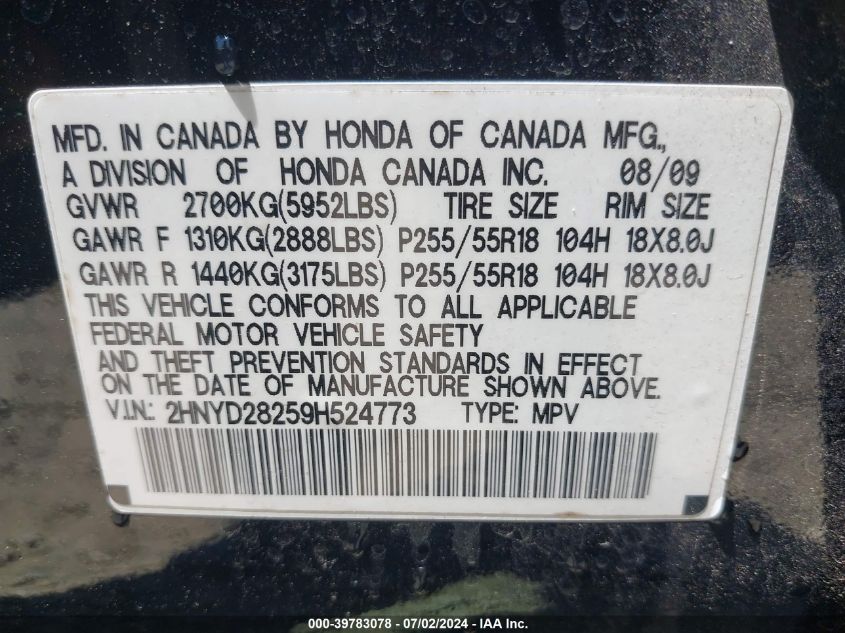 MFD. IN CANADA BY HONDA OF CANADA MFG.,
A DIVISION OF HONDA CANADA INC. 08/09
GVWR 2700KG(5952LBS) TIRE SIZE RIM SIZE
GAWR F 1310KG(2888LBS) P255/55R18 104H 18X8.0J
GAWR R 1440KG(3175LBS) P255/55R18 104H 18X8.0J
THIS VEHICLE CONFORMS TO ALL APPLICABLE
FEDERAL MOTOR VEHICLE SAFETY
AND THEFT PREVENTION STANDARDS IN EFFECT
ON THE DATE OF MANUFACTURE SHOWN ABOVE.
V.I.N.: 2HNYD28259H524773 TYPE: MPV
000-39783078 - 07/02/2024 - IAA Inc.